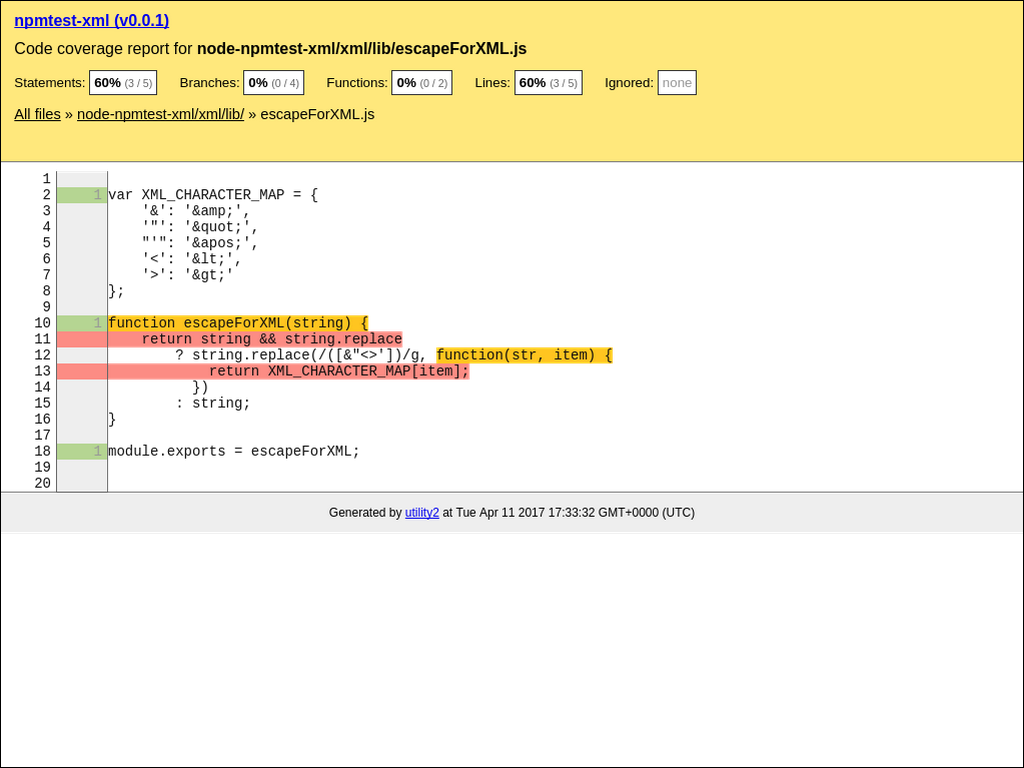 npmtest-xml (v0.0.1)
Code coverage report for node-npmtest-xml/xml/lib/escapeForXML.js
Statements: 60% (3 / 5) Branches: 0% (0 / 4) Functions: 0% (0 / 2) Lines: 60% (3 / 5) Ignored: none
All files » node-npmtest-xml/xml/lib/ » escapeForXML.js
1
2 1 var XML_CHARACTER_MAP = {
3     '&': '&amp;',
4     '"': '&quot;',
5     "'": '&apos;',
6     '<': '&lt;',
7     '>': '&gt;'
8 };
9
10 1 function escapeForXML(string) {
11     return string && string.replace
12         ? string.replace(/([&"<>'])/g, function(str, item) {
13             return XML_CHARACTER_MAP[item];
14           })
15         : string;
16 }
17
18 1 module.exports = escapeForXML;
19
20
Generated by utility2 at Tue Apr 11 2017 17:33:32 GMT+0000 (UTC)